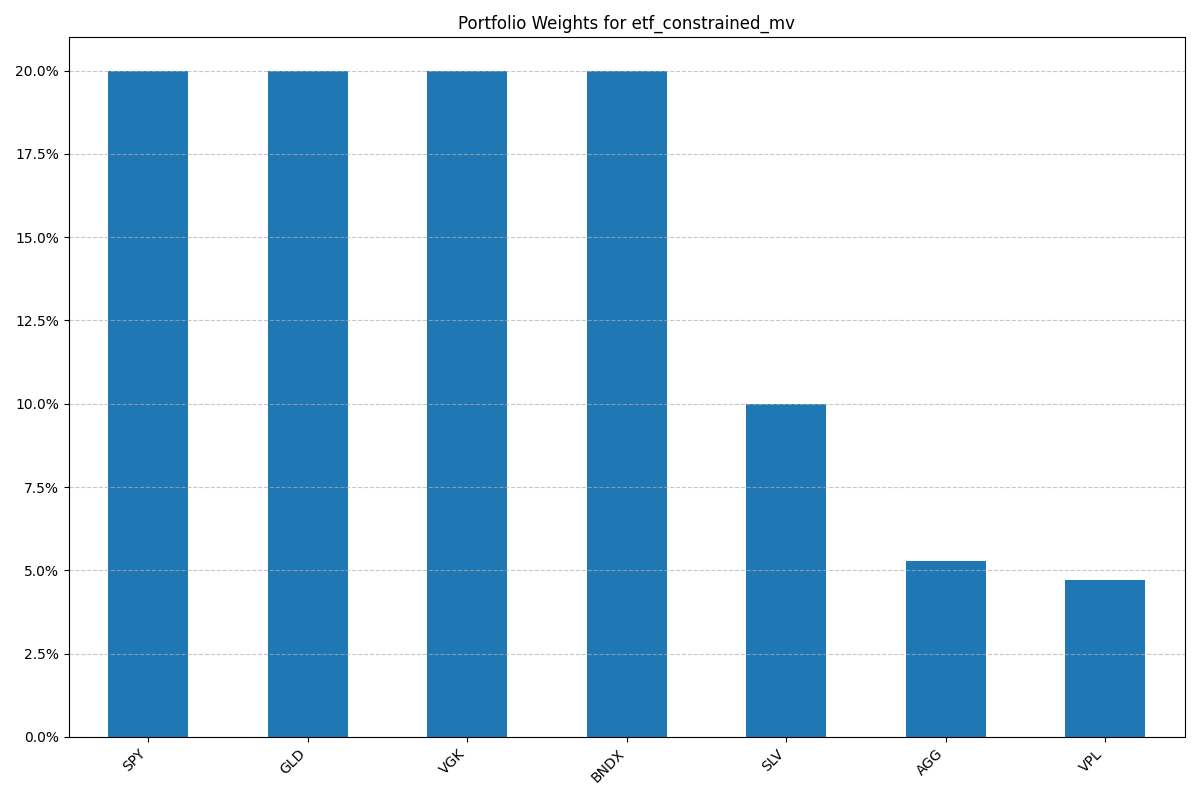 Portfolio Weights for etf_constrained_mv
20.0%
17.5%
15.0%
12.5%
10.0%
7.5%
5.0%
2.5%
0.0%
SPY
GLD
VGK
BNDX
SLV
AGG
VPL